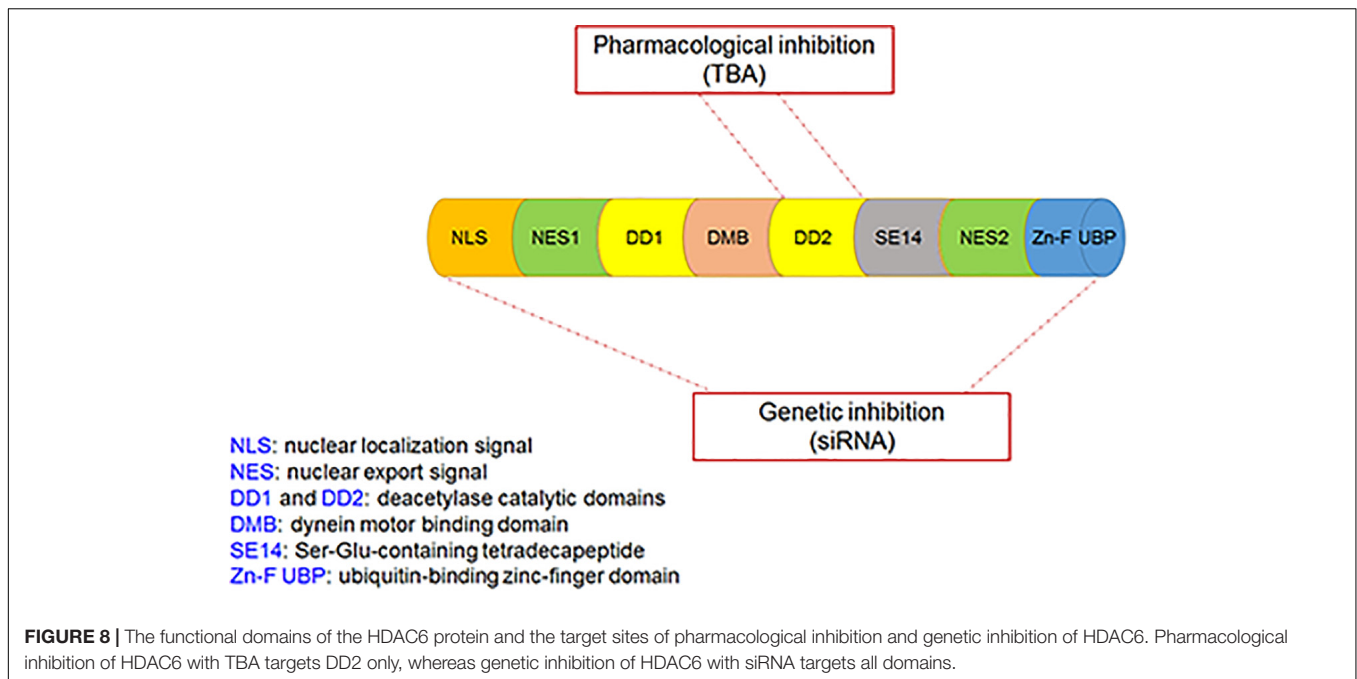 Pharmacological inhibition
(TBA)
NLS NES1 DD1 DMB DD2 SE14 NES2 Zn-F UBP
Genetic inhibition
(siRNA)
NLS: nuclear localization signal
NES: nuclear export signal
DD1 and DD2: deacetylase catalytic domains
DMB: dynein motor binding domain
SE14: Ser-Glu-containing tetradecapeptide
Zn-F UBP: ubiquitin-binding zinc-finger domain
FIGURE 8 | The functional domains of the HDAC6 protein and the target sites of pharmacological inhibition and genetic inhibition of HDAC6. Pharmacological
inhibition of HDAC6 with TBA targets DD2 only, whereas genetic inhibition of HDAC6 with siRNA targets all domains.